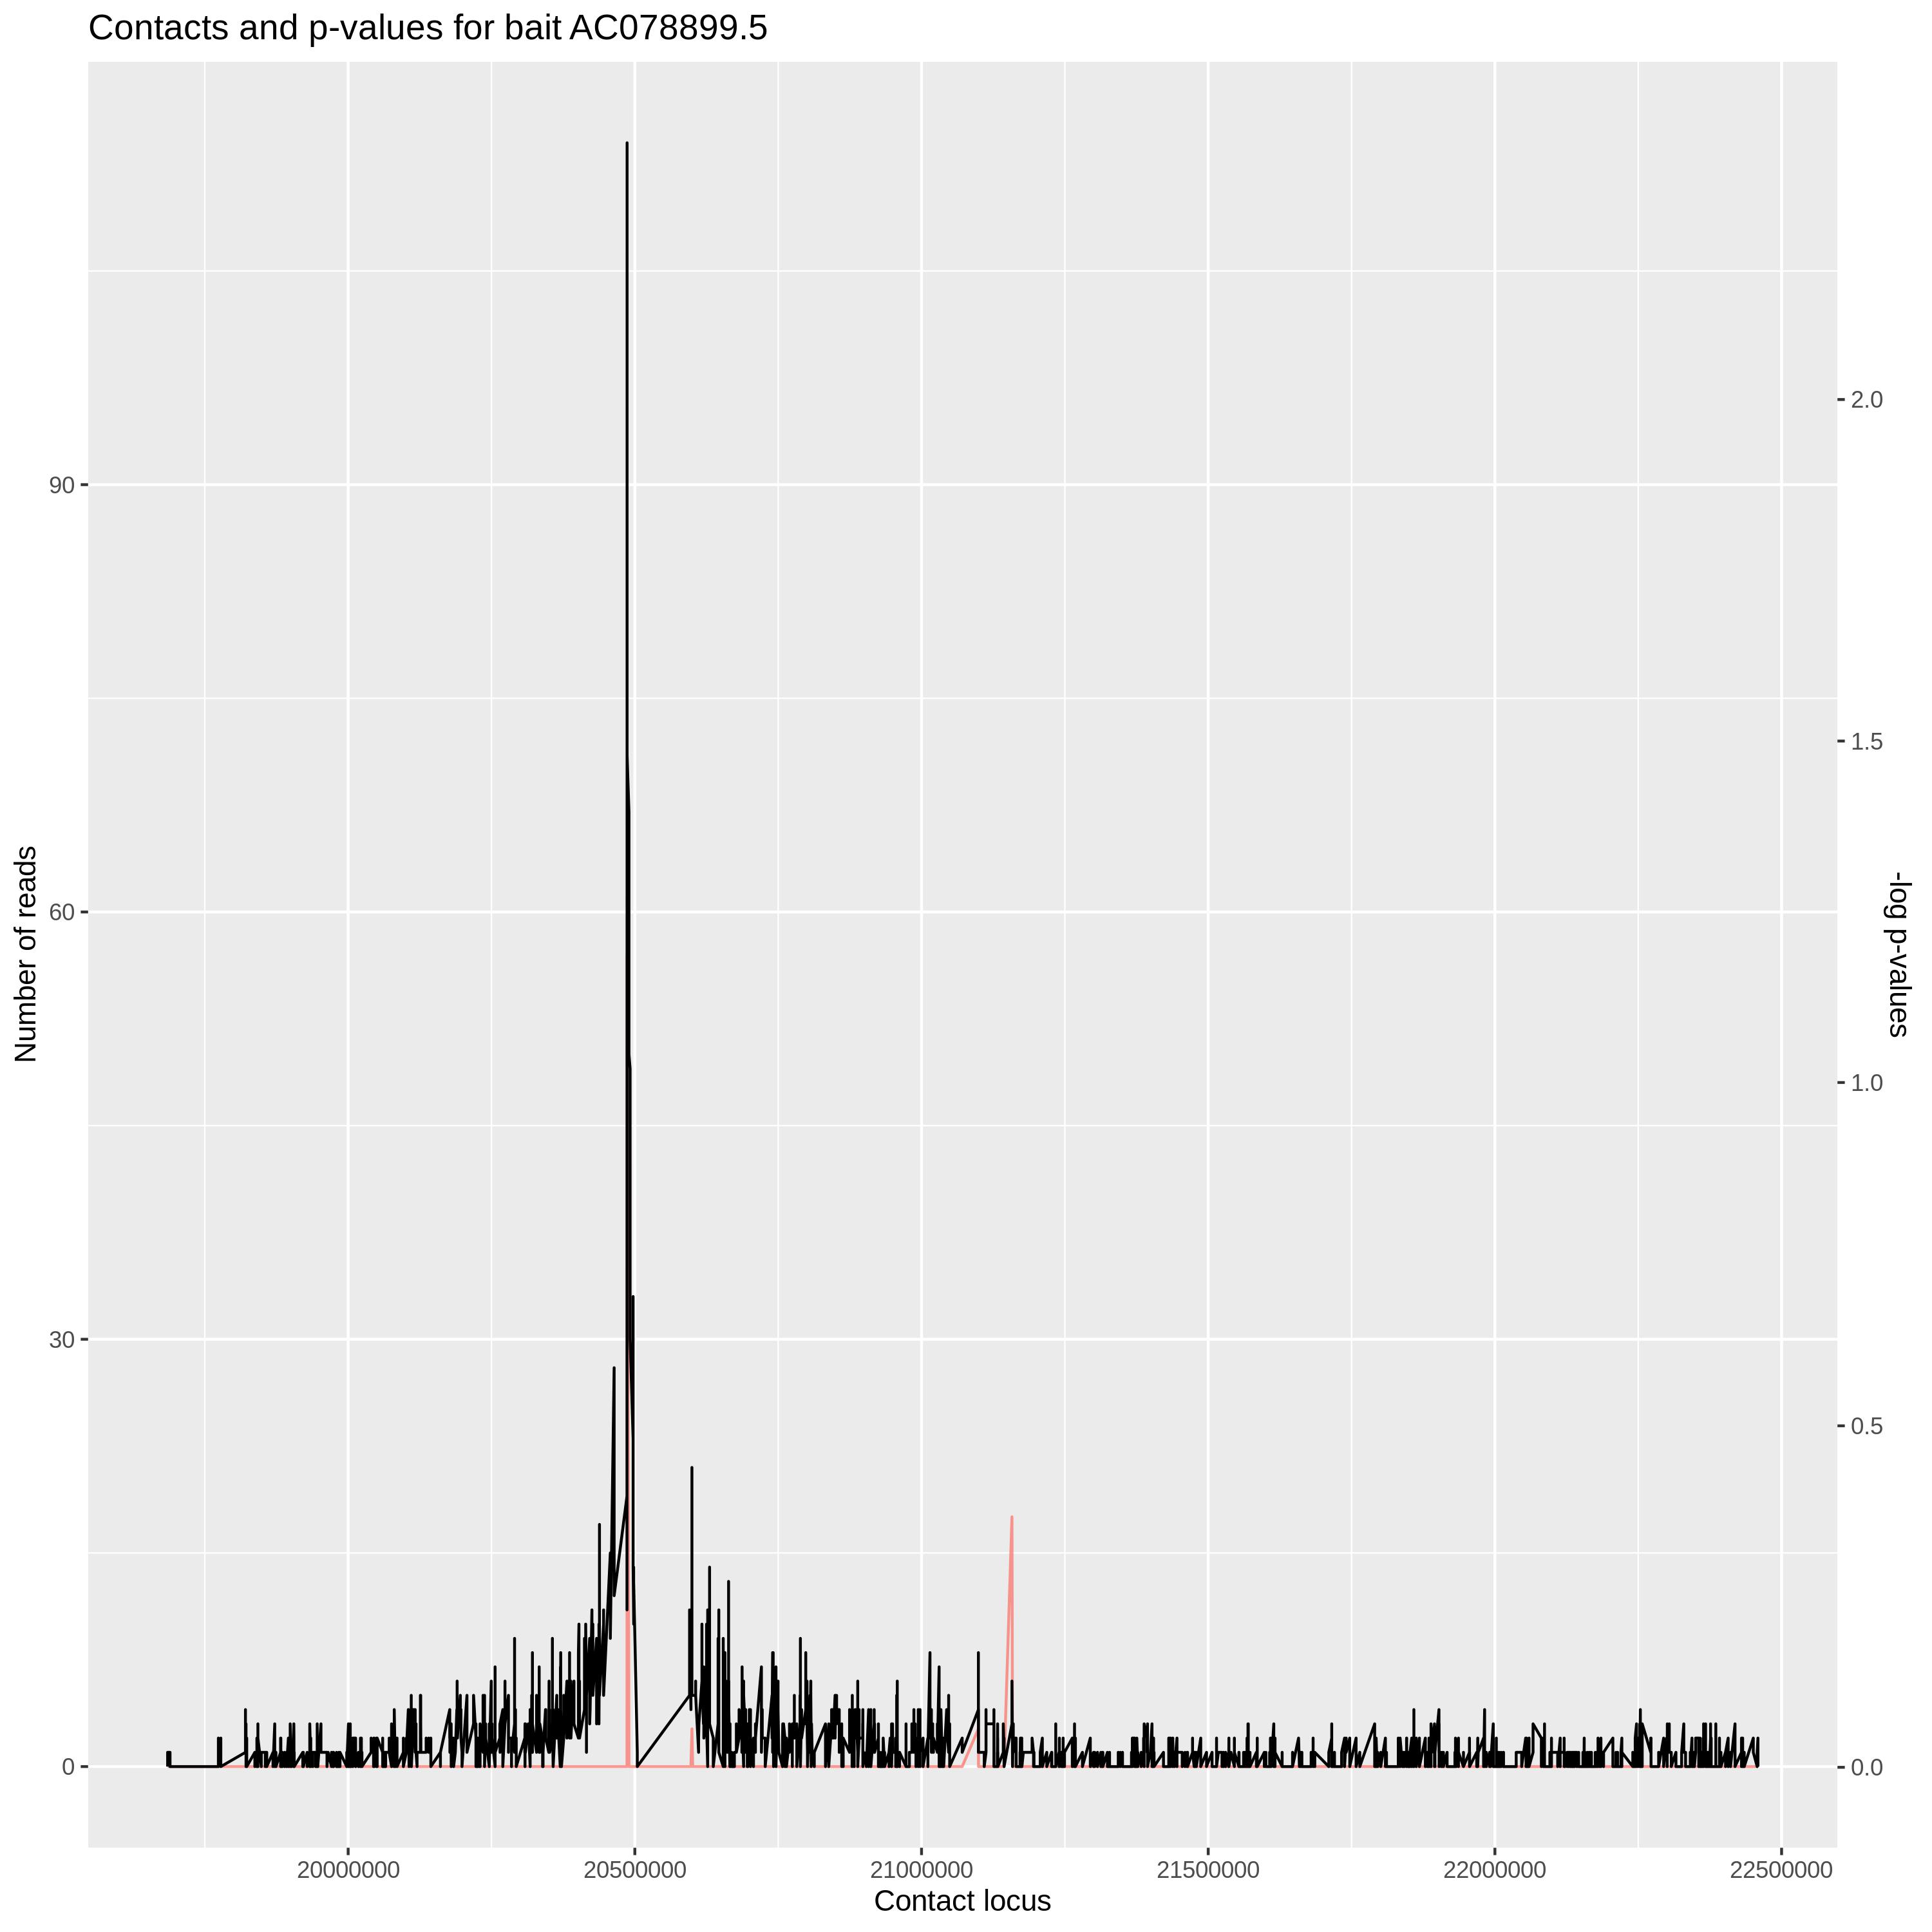 Contacts and p-values for bait AC078899.5
Number of reads
90
60
30
0
2.0
1.5
1.0
0.5
0.0
-log p-values
20000000 20500000 21000000 21500000 22000000 22500000
Contact locus